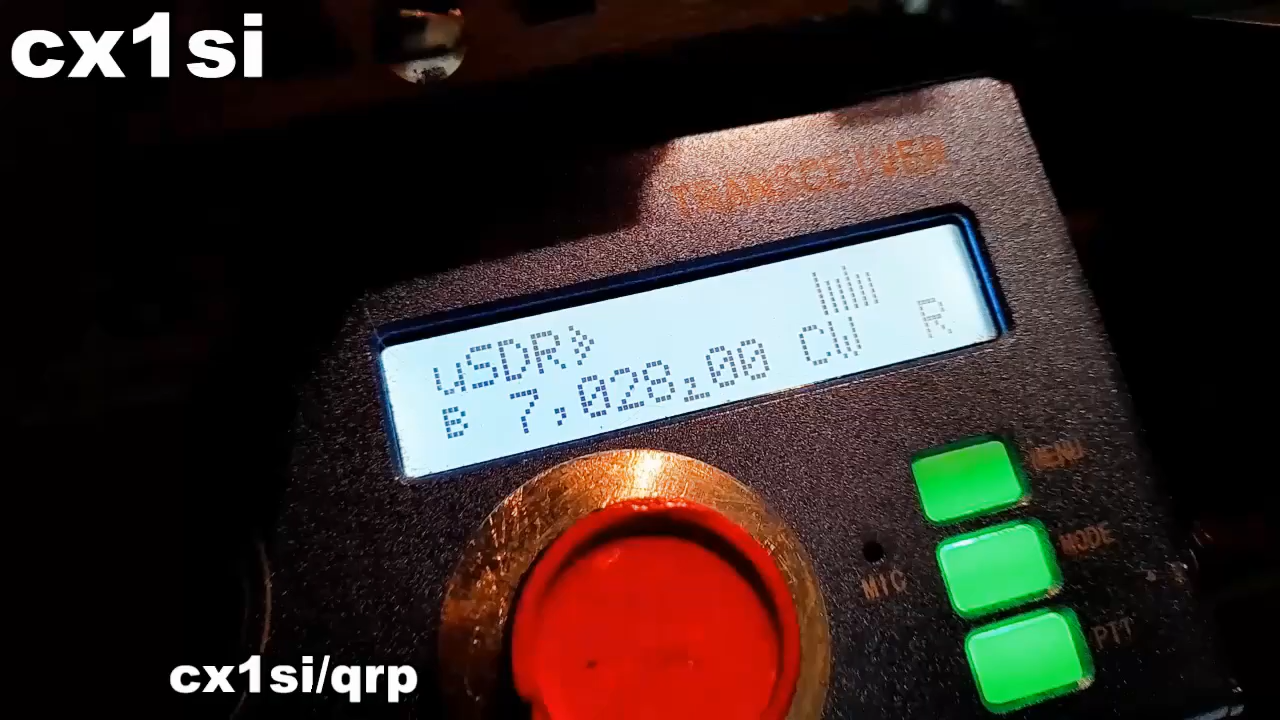 cx1si
TRANSCEIVER
uSDR
B 7,028.00 CW R
MENU
MODE
MIC
PTT
cx1si/qrp